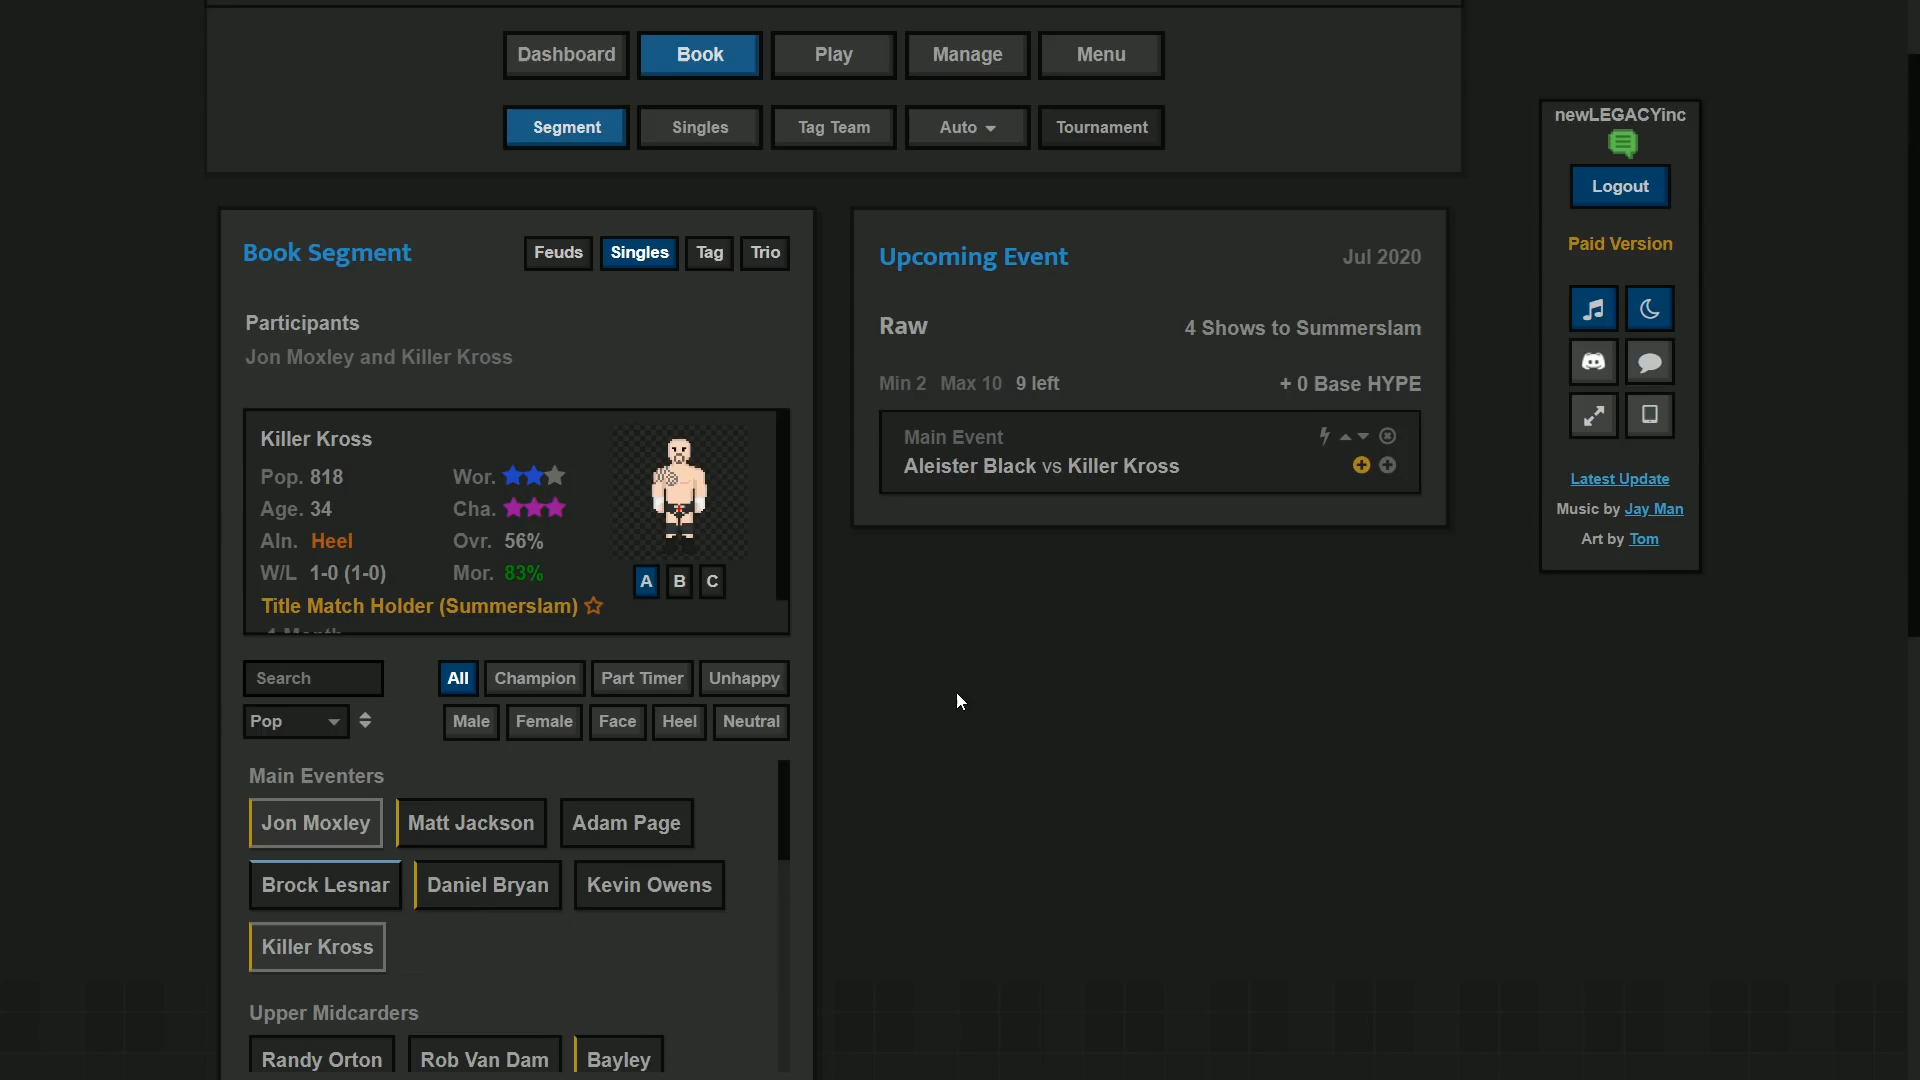 Dashboard Book Play Manage Menu
Segment Singles Tag Team Auto Tournament
newLEGACYinc
Logout
Paid Version
Latest Update
Music by Jay Man
Art by Tom
Book Segment Feuds Singles Tag Trio
Participants
Jon Moxley and Killer Kross
Killer Kross
Pop. 818 Wor.
Age. 34 Cha.
Aln. Heel Ovr. 56%
W/L 1-0 (1-0) Mor. 83%
A B C
Title Match Holder (Summerslam)
1 Month
Search All Champion Part Timer Unhappy
Pop Male Female Face Heel Neutral
Main Eventers
Jon Moxley Matt Jackson Adam Page
Brock Lesnar Daniel Bryan Kevin Owens
Killer Kross
Upper Midcarders
Randy Orton Rob Van Dam Bayley
Upcoming Event Jul 2020
Raw 4 Shows to Summerslam
Min 2 Max 10 9 left + 0 Base HYPE
Main Event
Aleister Black vs Killer Kross